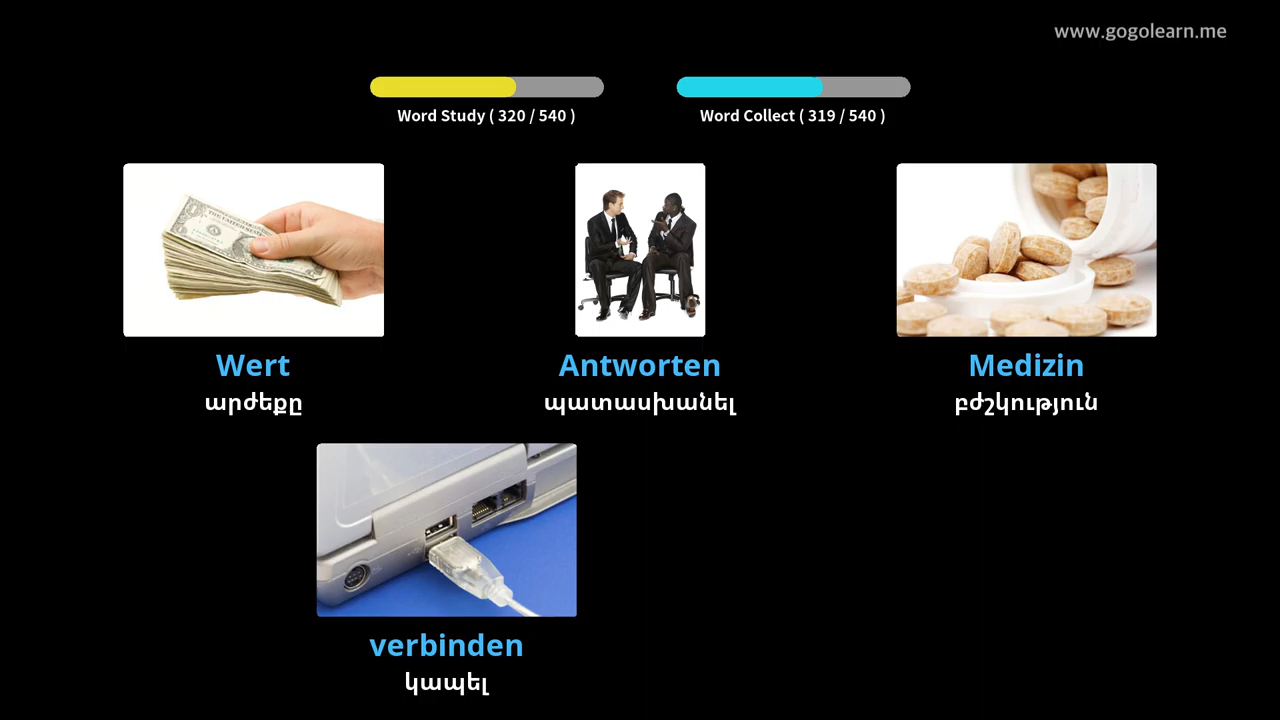 www.gogolearn.me
Word Study ( 320 / 540 )
Word Collect ( 319 / 540 )
Wert
արժեքը
Antworten
պատասխանել
Medizin
բժշկություն
verbinden
կապել